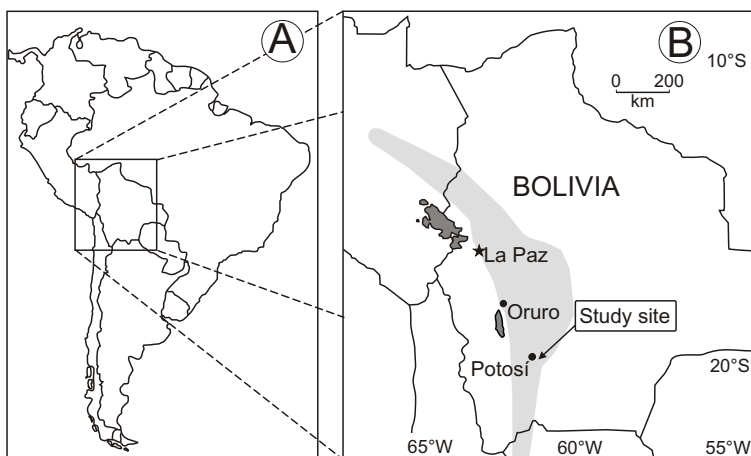 A
B
10°S
0 200
km
BOLIVIA
La Paz
Oruro
Study site
Potosí
20°S
65°W
60°W
55°W